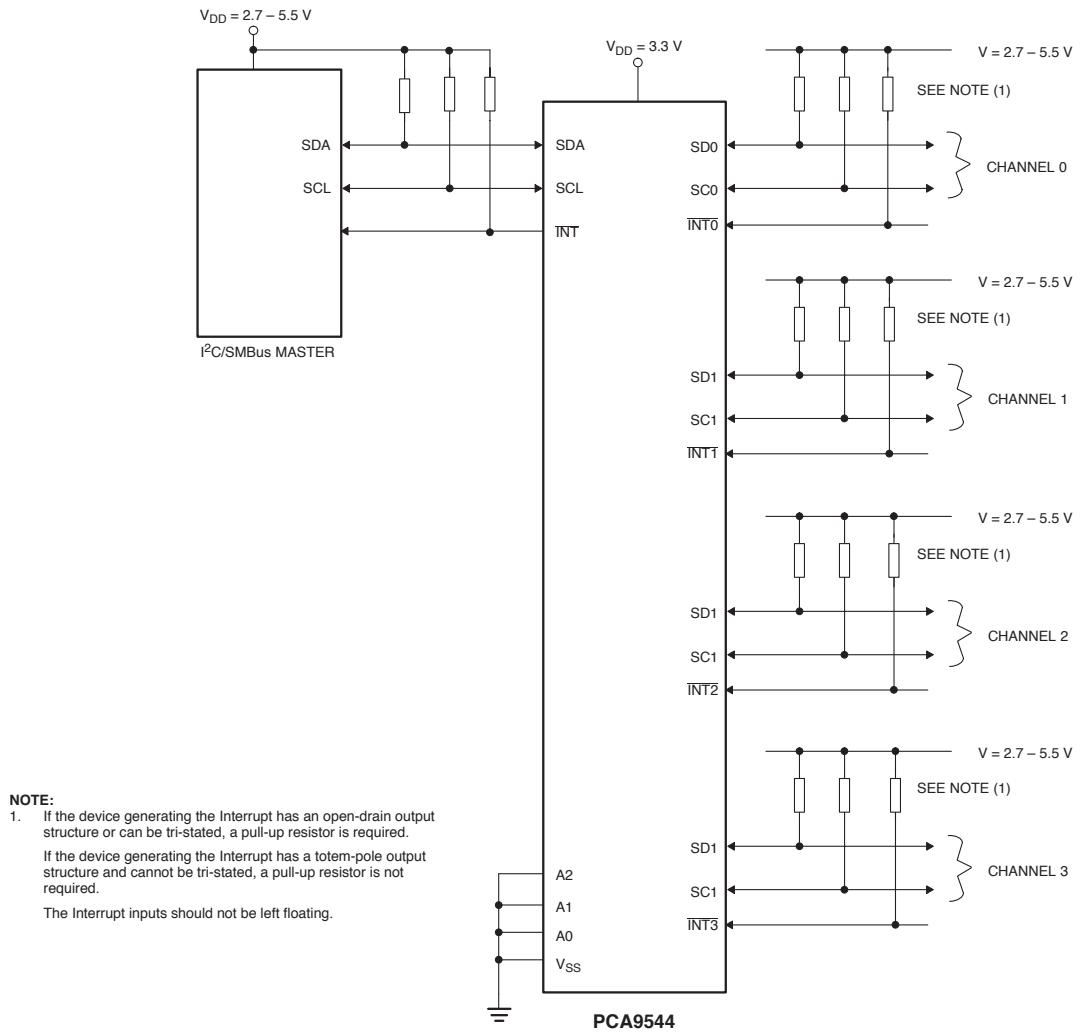 V_DD = 2.7 – 5.5 V
V_DD = 3.3 V
SDA
SCL
I²C/SMBus MASTER
SDA
SCL
INT
A2
A1
A0
V_SS
PCA9544
V = 2.7 – 5.5 V
SEE NOTE (1)
SD0
SC0
INT0
CHANNEL 0
V = 2.7 – 5.5 V
SEE NOTE (1)
SD1
SC1
INT1
CHANNEL 1
V = 2.7 – 5.5 V
SEE NOTE (1)
SD1
SC1
INT2
CHANNEL 2
V = 2.7 – 5.5 V
SEE NOTE (1)
SD1
SC1
INT3
CHANNEL 3
NOTE:
1. If the device generating the Interrupt has an open-drain output
structure or can be tri-stated, a pull-up resistor is required.
If the device generating the Interrupt has a totem-pole output
structure and cannot be tri-stated, a pull-up resistor is not
required.
The Interrupt inputs should not be left floating.